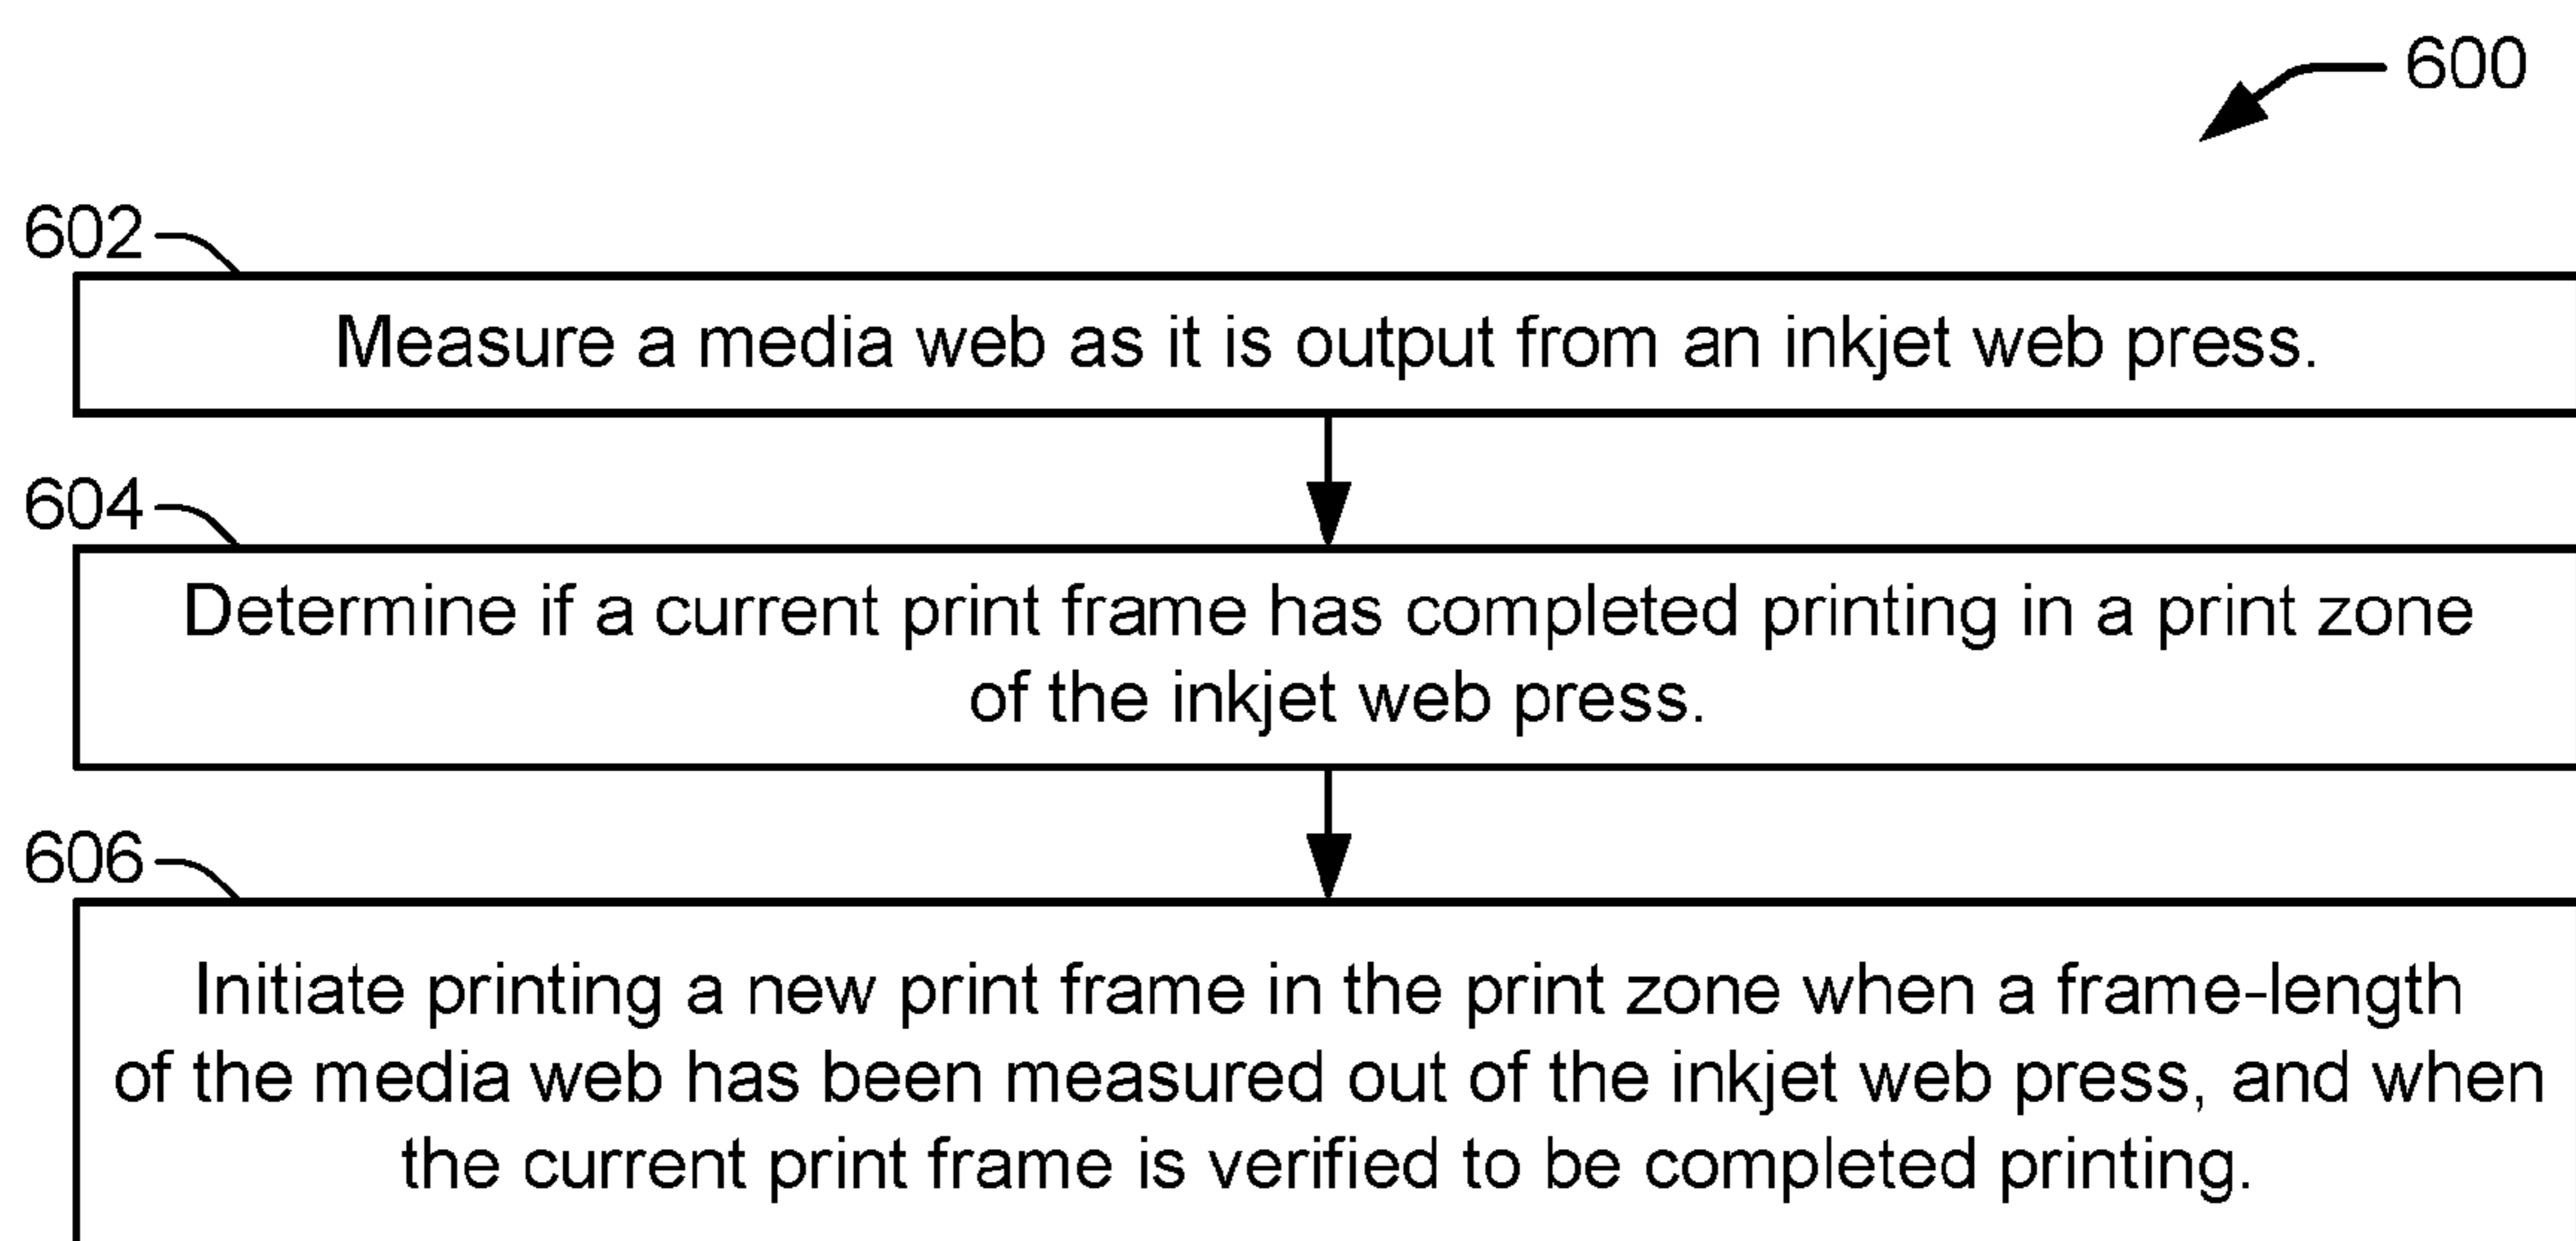 600
602
Measure a media web as it is output from an inkjet web press.
604
Determine if a current print frame has completed printing in a print zone
of the inkjet web press.
606
Initiate printing a new print frame in the print zone when a frame-length
of the media web has been measured out of the inkjet web press, and when
the current print frame is verified to be completed printing.